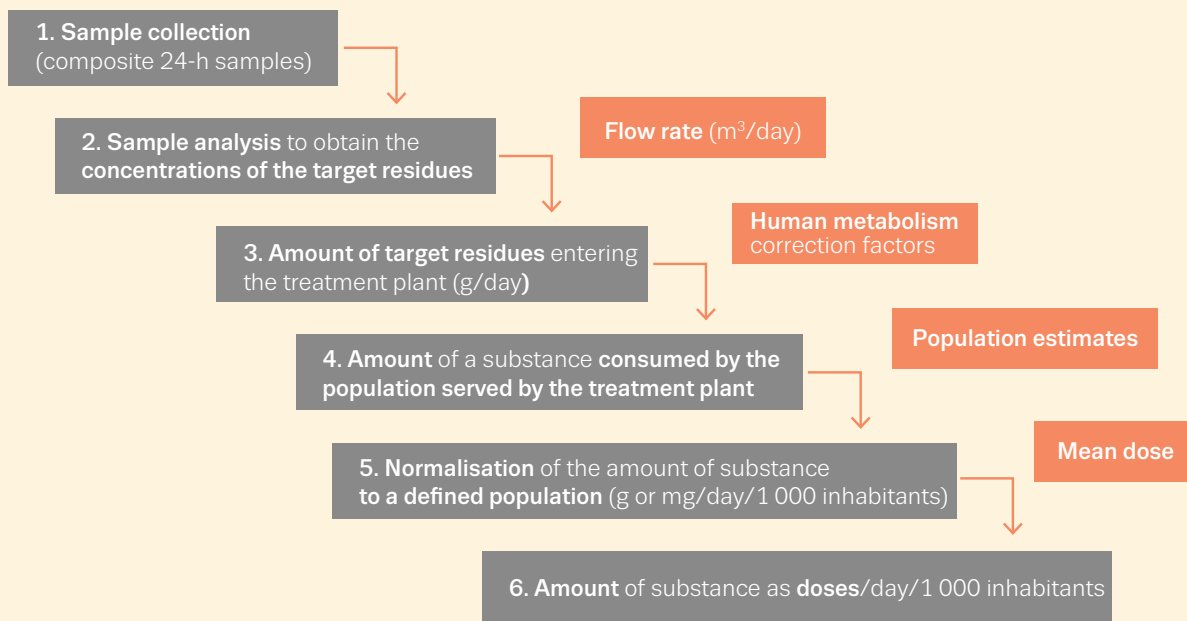 1. Sample collection
(composite 24-h samples)
2. Sample analysis to obtain the
concentrations of the target residues
Flow rate (m³/day)
3. Amount of target residues entering
the treatment plant (g/day)
Human metabolism
correction factors
4. Amount of a substance consumed by the
population served by the treatment plant
Population estimates
5. Normalisation of the amount of substance
to a defined population (g or mg/day/1 000 inhabitants)
Mean dose
6. Amount of substance as doses/day/1 000 inhabitants